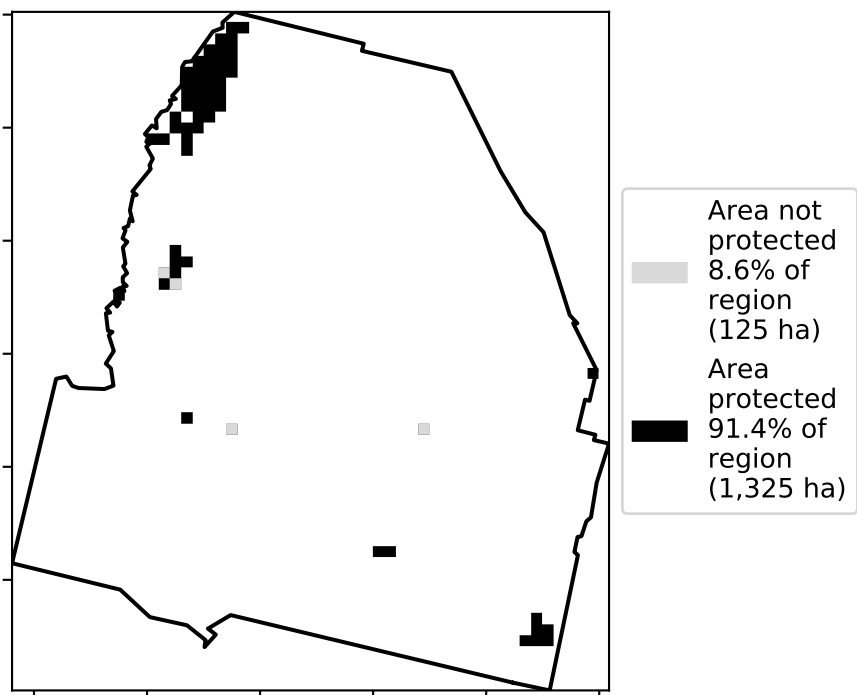 Area not
protected
8.6% of
region
(125 ha)
Area
protected
91.4% of
region
(1,325 ha)